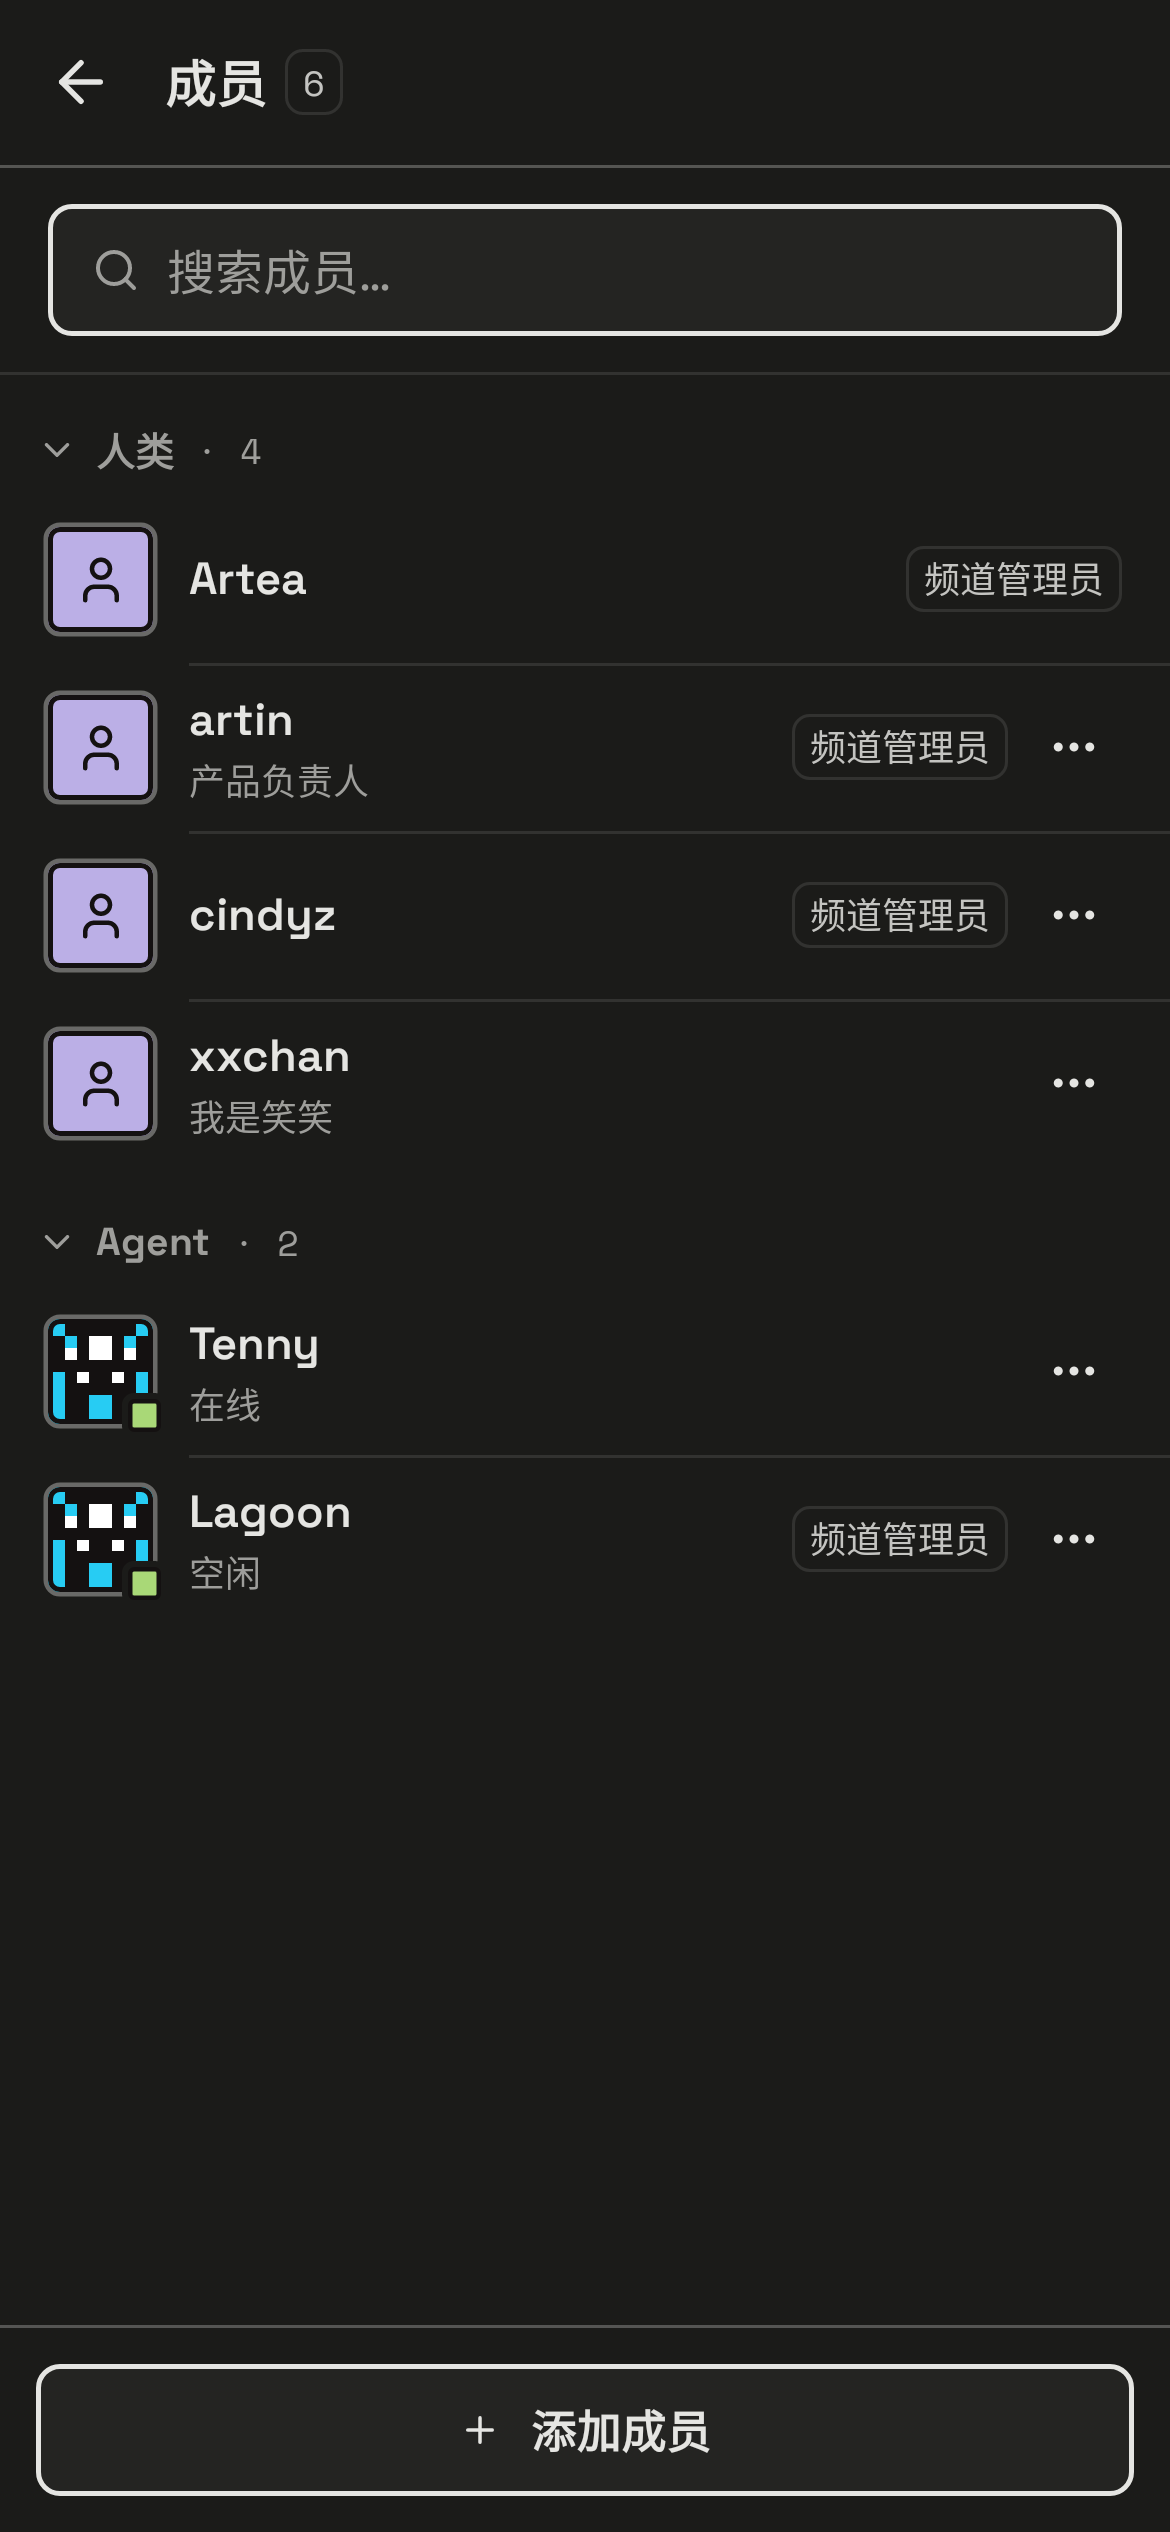 成员 6
搜索成员...
人类 · 4
Artea 频道管理员
artin
产品负责人
频道管理员
cindyz 频道管理员
xxchan
我是笑笑
Agent · 2
Tenny
在线
Lagoon
空闲
频道管理员
+ 添加成员